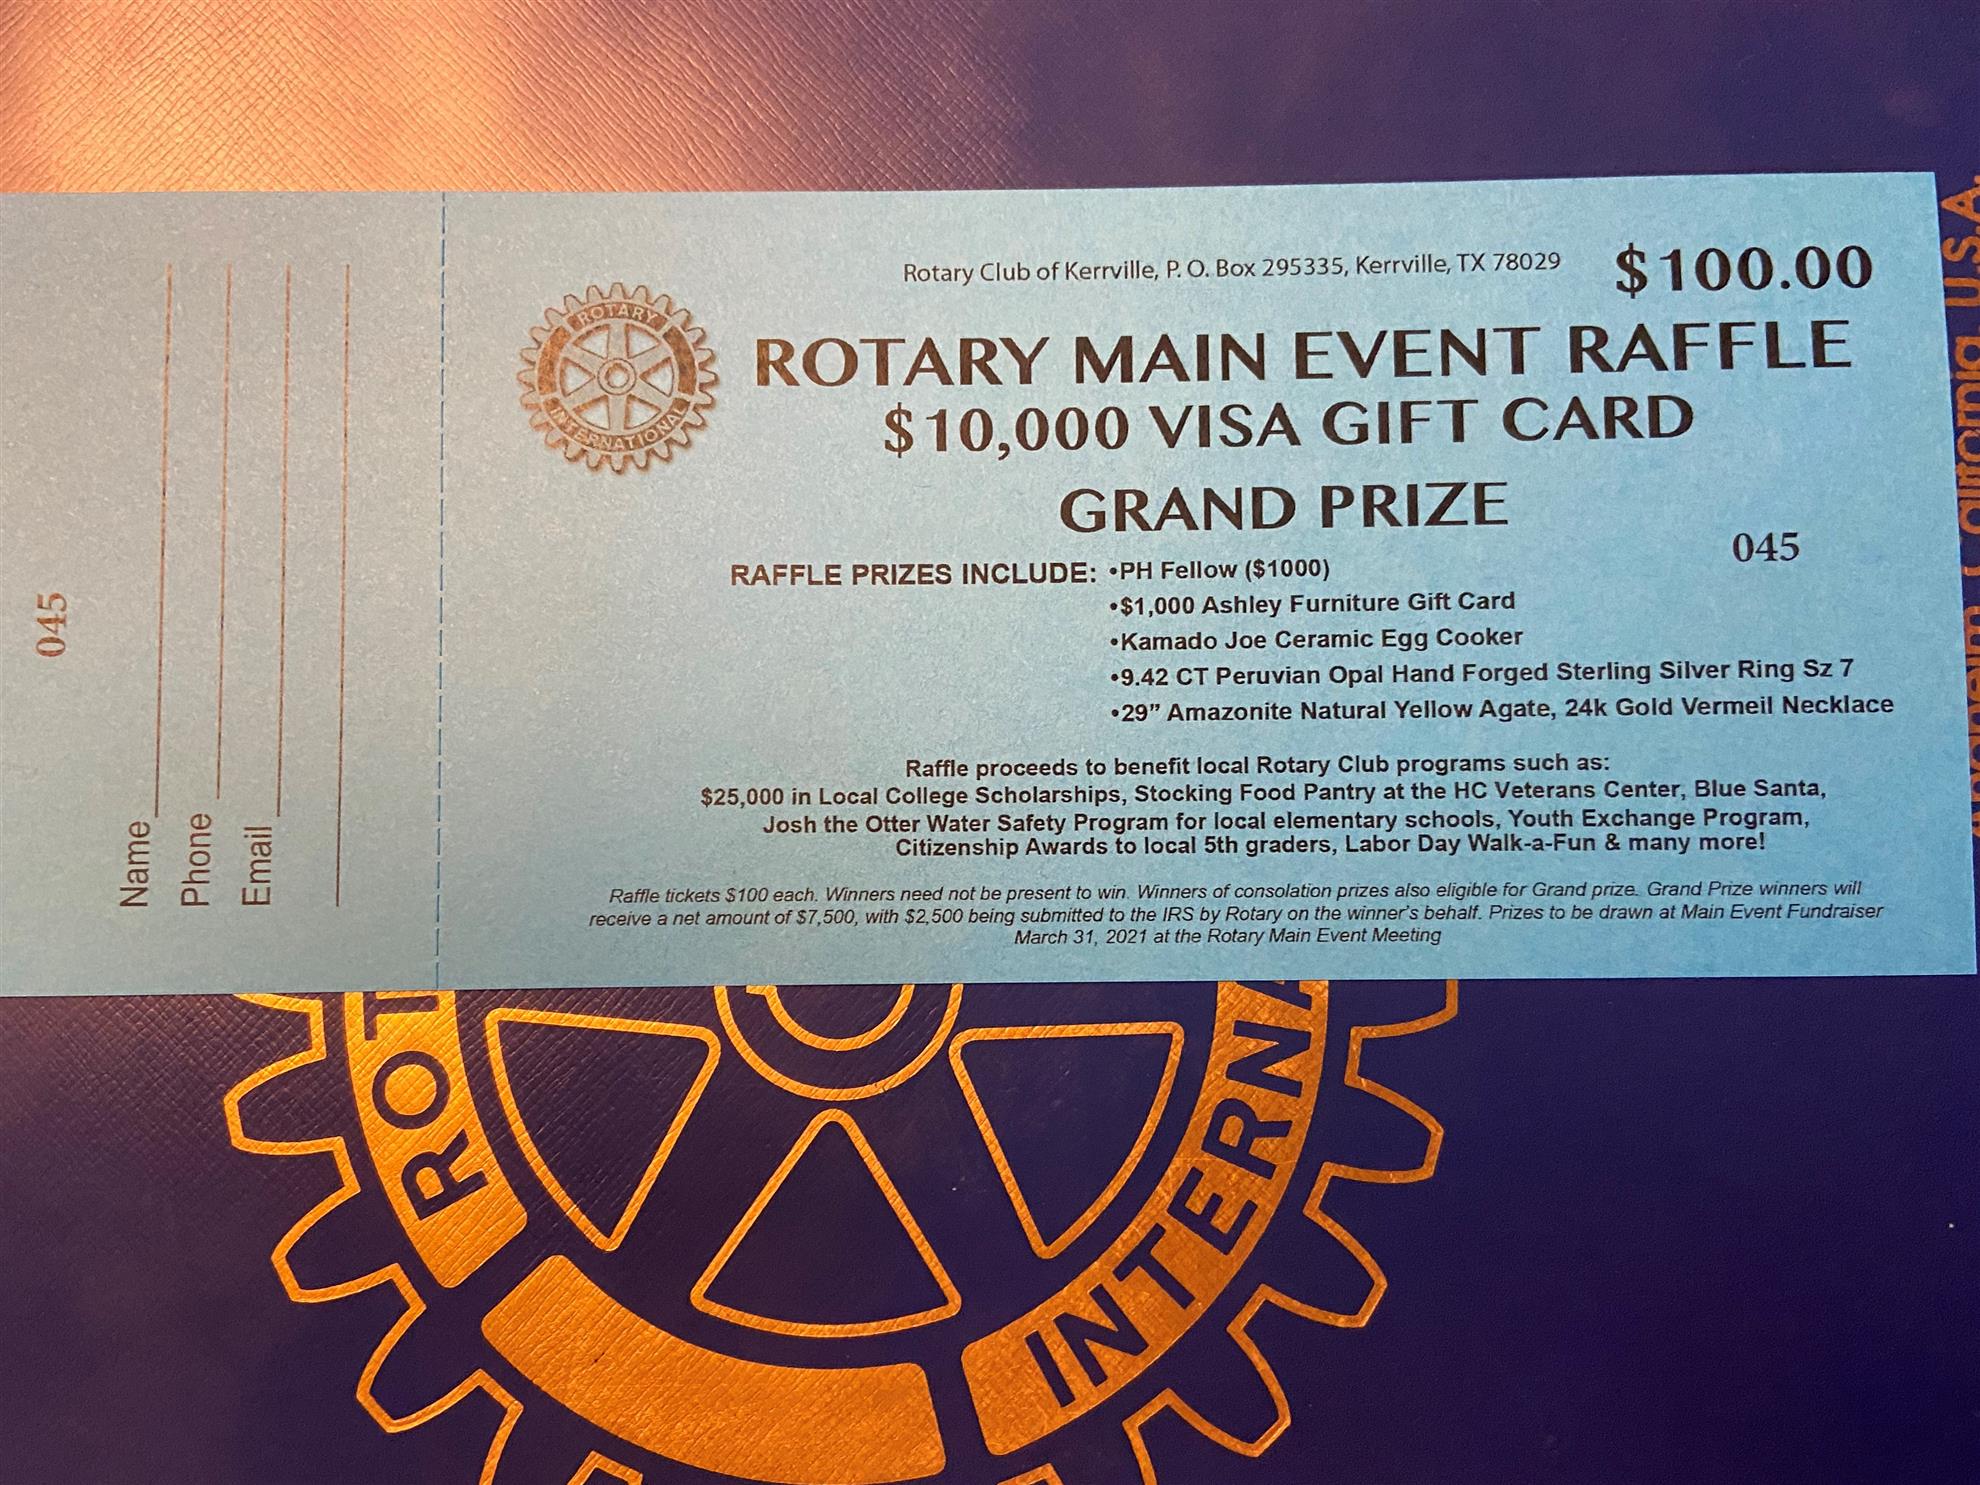 045
Name
Phone
Email
ROTARY
INTERNATIONAL
Rotary Club of Kerrville, P. O. Box 295335, Kerrville, TX 78029
$100.00
ROTARY MAIN EVENT RAFFLE
$10,000 VISA GIFT CARD
GRAND PRIZE
045
RAFFLE PRIZES INCLUDE: •PH Fellow ($1000)
•$1,000 Ashley Furniture Gift Card
•Kamado Joe Ceramic Egg Cooker
•9.42 CT Peruvian Opal Hand Forged Sterling Silver Ring Sz 7
•29” Amazonite Natural Yellow Agate, 24k Gold Vermeil Necklace
Raffle proceeds to benefit local Rotary Club programs such as:
$25,000 in Local College Scholarships, Stocking Food Pantry at the HC Veterans Center, Blue Santa,
Josh the Otter Water Safety Program for local elementary schools, Youth Exchange Program,
Citizenship Awards to local 5th graders, Labor Day Walk-a-Fun & many more!
Raffle tickets $100 each. Winners need not be present to win. Winners of consolation prizes also eligible for Grand prize. Grand Prize winners will
receive a net amount of $7,500, with $2,500 being submitted to the IRS by Rotary on the winner's behalf. Prizes to be drawn at Main Event Fundraiser
March 31, 2021 at the Rotary Main Event Meeting
ROT
INTERNA
U.S.A.